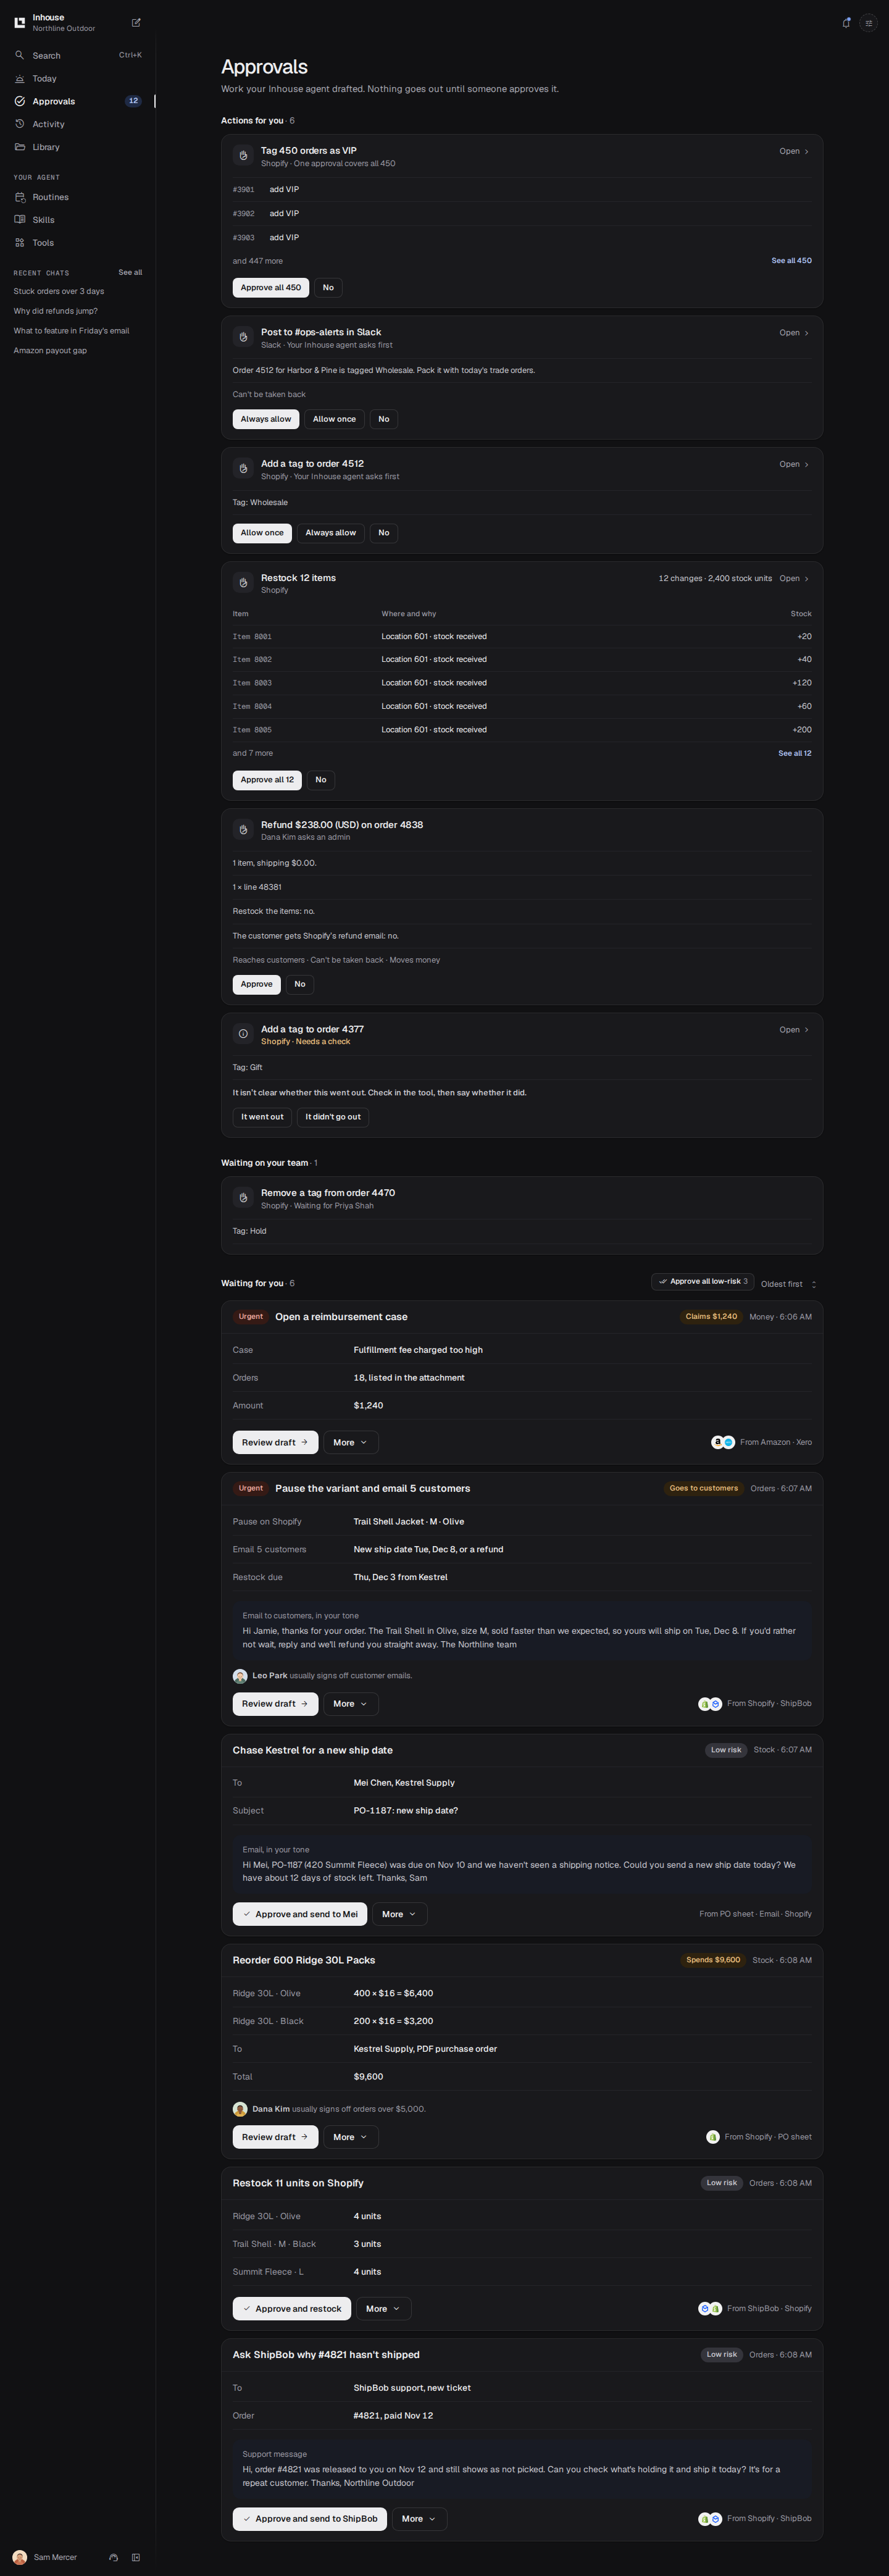 Inhouse
Northline Outdoor
Search Ctrl+K
Today
Approvals 12
Activity
Library
YOUR AGENT
Routines
Skills
Tools
RECENT CHATS See all
Stuck orders over 3 days
Why did refunds jump?
What to feature in Friday's email
Amazon payout gap
Sam Mercer
Approvals
Work your Inhouse agent drafted. Nothing goes out until someone approves it.
Actions for you · 6
Tag 450 orders as VIP Open
Shopify · One approval covers all 450
#3901 add VIP
#3902 add VIP
#3903 add VIP
and 447 more See all 450
Approve all 450 No
Post to #ops-alerts in Slack Open
Slack · Your Inhouse agent asks first
Order 4512 for Harbor & Pine is tagged Wholesale. Pack it with today's trade orders.
Can't be taken back
Always allow Allow once No
Add a tag to order 4512 Open
Shopify · Your Inhouse agent asks first
Tag: Wholesale
Allow once Always allow No
Restock 12 items 12 changes · 2,400 stock units Open
Shopify
Item Where and why Stock
Item 8001 Location 601 · stock received +20
Item 8002 Location 601 · stock received +40
Item 8003 Location 601 · stock received +120
Item 8004 Location 601 · stock received +60
Item 8005 Location 601 · stock received +200
and 7 more See all 12
Approve all 12 No
Refund $238.00 (USD) on order 4838
Dana Kim asks an admin
1 item, shipping $0.00.
1 × line 48381
Restock the items: no.
The customer gets Shopify's refund email: no.
Reaches customers · Can't be taken back · Moves money
Approve No
Add a tag to order 4377 Open
Shopify · Needs a check
Tag: Gift
It isn't clear whether this went out. Check in the tool, then say whether it did.
It went out It didn't go out
Waiting on your team · 1
Remove a tag from order 4470
Shopify · Waiting for Priya Shah
Tag: Hold
Waiting for you · 6 Approve all low-risk 3 Oldest first
Urgent Open a reimbursement case Claims $1,240 Money · 6:06 AM
Case Fulfillment fee charged too high
Orders 18, listed in the attachment
Amount $1,240
Review draft More From Amazon · Xero
Urgent Pause the variant and email 5 customers Goes to customers Orders · 6:07 AM
Pause on Shopify Trail Shell Jacket · M · Olive
Email 5 customers New ship date Tue, Dec 8, or a refund
Restock due Thu, Dec 3 from Kestrel
Email to customers, in your tone
Hi Jamie, thanks for your order. The Trail Shell in Olive, size M, sold faster than we expected, so yours will ship on Tue, Dec 8. If you'd rather
not wait, reply and we'll refund you straight away. The Northline team
Leo Park usually signs off customer emails.
Review draft More From Shopify · ShipBob
Chase Kestrel for a new ship date Low risk Stock · 6:07 AM
To Mei Chen, Kestrel Supply
Subject PO-1187: new ship date?
Email, in your tone
Hi Mei, PO-1187 (420 Summit Fleece) was due on Nov 10 and we haven't seen a shipping notice. Could you send a new ship date today? We
have about 12 days of stock left. Thanks, Sam
Approve and send to Mei More From PO sheet · Email · Shopify
Reorder 600 Ridge 30L Packs Spends $9,600 Stock · 6:08 AM
Ridge 30L · Olive 400 × $16 = $6,400
Ridge 30L · Black 200 × $16 = $3,200
To Kestrel Supply, PDF purchase order
Total $9,600
Dana Kim usually signs off orders over $5,000.
Review draft More From Shopify · PO sheet
Restock 11 units on Shopify Low risk Orders · 6:08 AM
Ridge 30L · Olive 4 units
Trail Shell · M · Black 3 units
Summit Fleece · L 4 units
Approve and restock More From ShipBob · Shopify
Ask ShipBob why #4821 hasn't shipped Low risk Orders · 6:08 AM
To ShipBob support, new ticket
Order #4821, paid Nov 12
Support message
Hi, order #4821 was released to you on Nov 12 and still shows as not picked. Can you check what's holding it and ship it today? It's for a
repeat customer. Thanks, Northline Outdoor
Approve and send to ShipBob More From Shopify · ShipBob